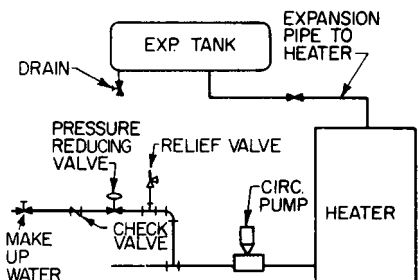 EXP. TANK
EXPANSION
PIPE TO
HEATER
DRAIN
PRESSURE
REDUCING
VALVE
RELIEF VALVE
CIRC.
PUMP
HEATER
CHECK
VALVE
MAKE
UP
WATER